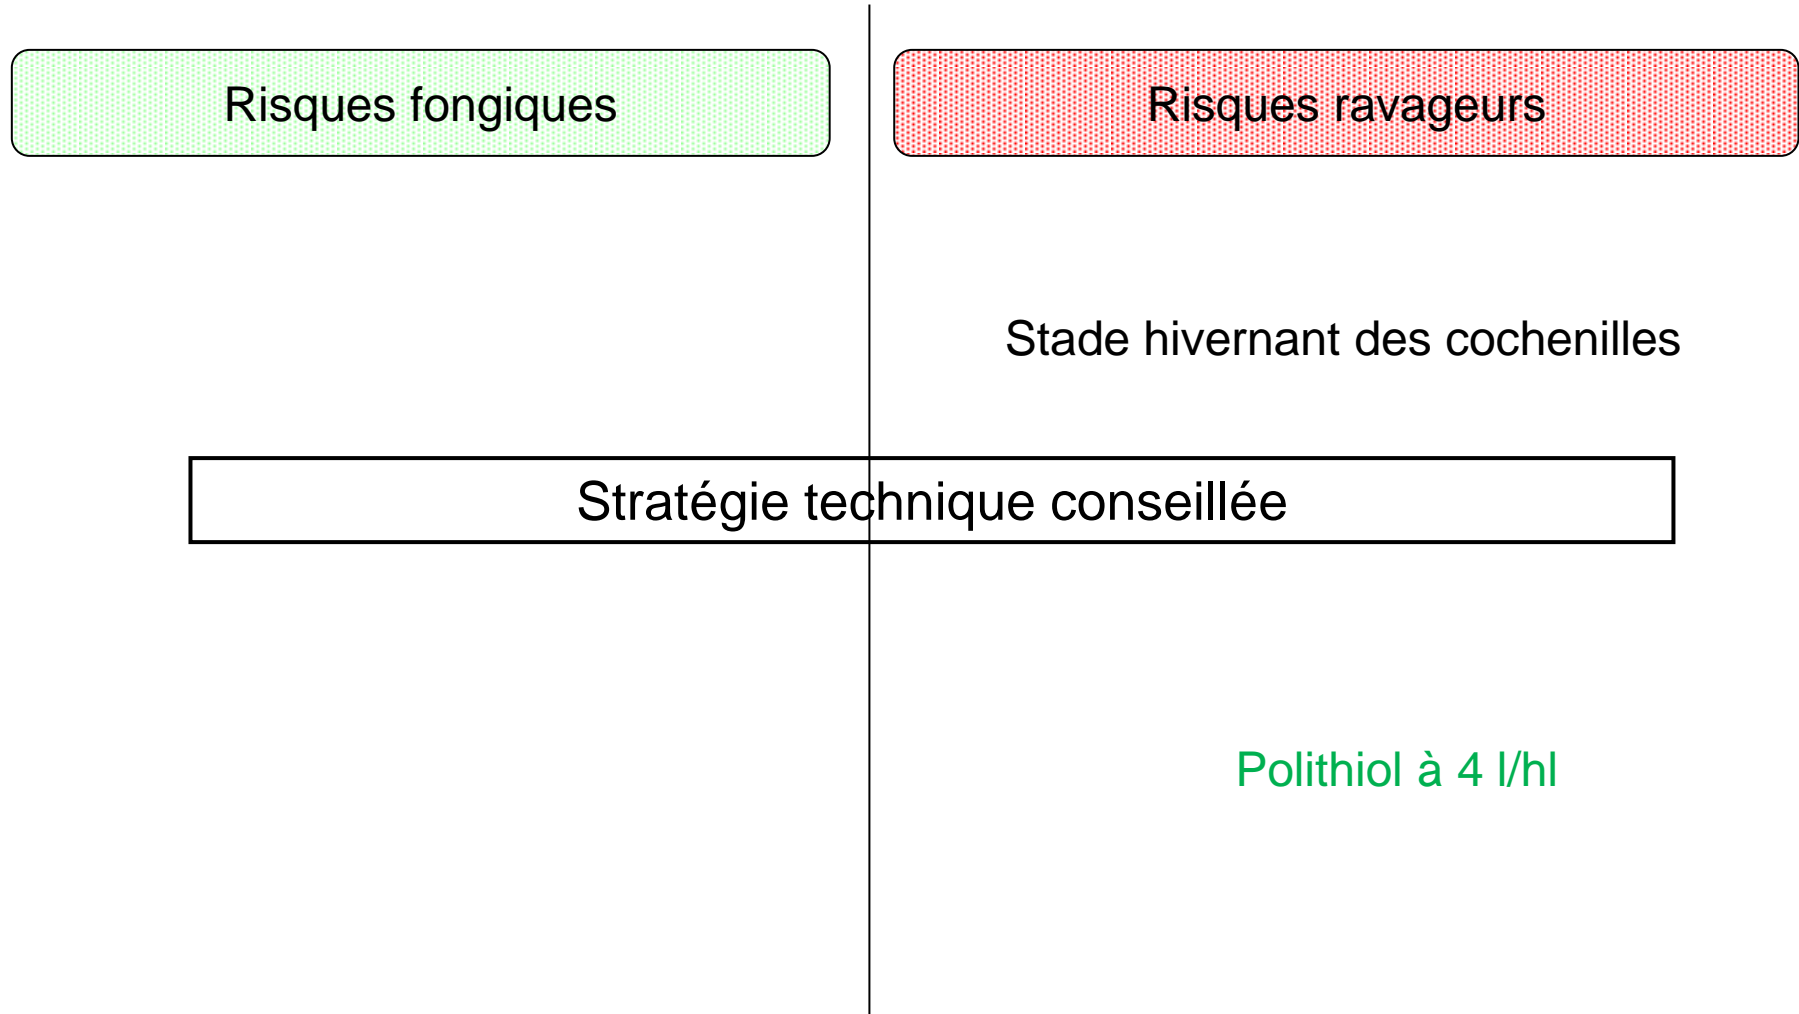 Risques fongiques
Risques ravageurs
Stade hivernant des cochenilles
Stratégie technique conseillée
Polithiol à 4 l/hl